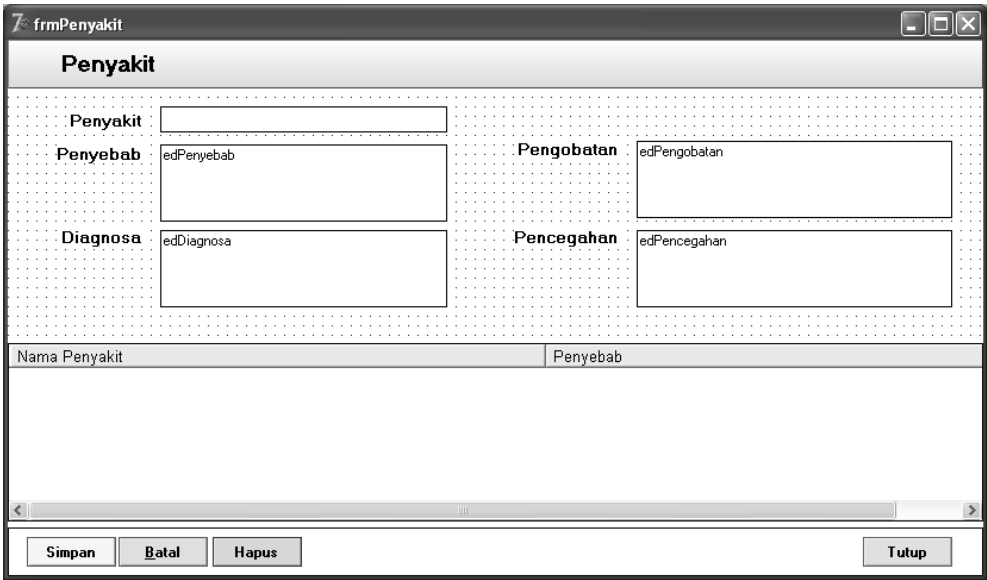 frmPenyakit
Penyakit
Penyakit
Penyebab edPenyebab
Pengobatan edPengobatan
Diagnosa edDiagnosa
Pencegahan edPencegahan
Nama Penyakit Penyebab
Simpan Batal Hapus Tutup